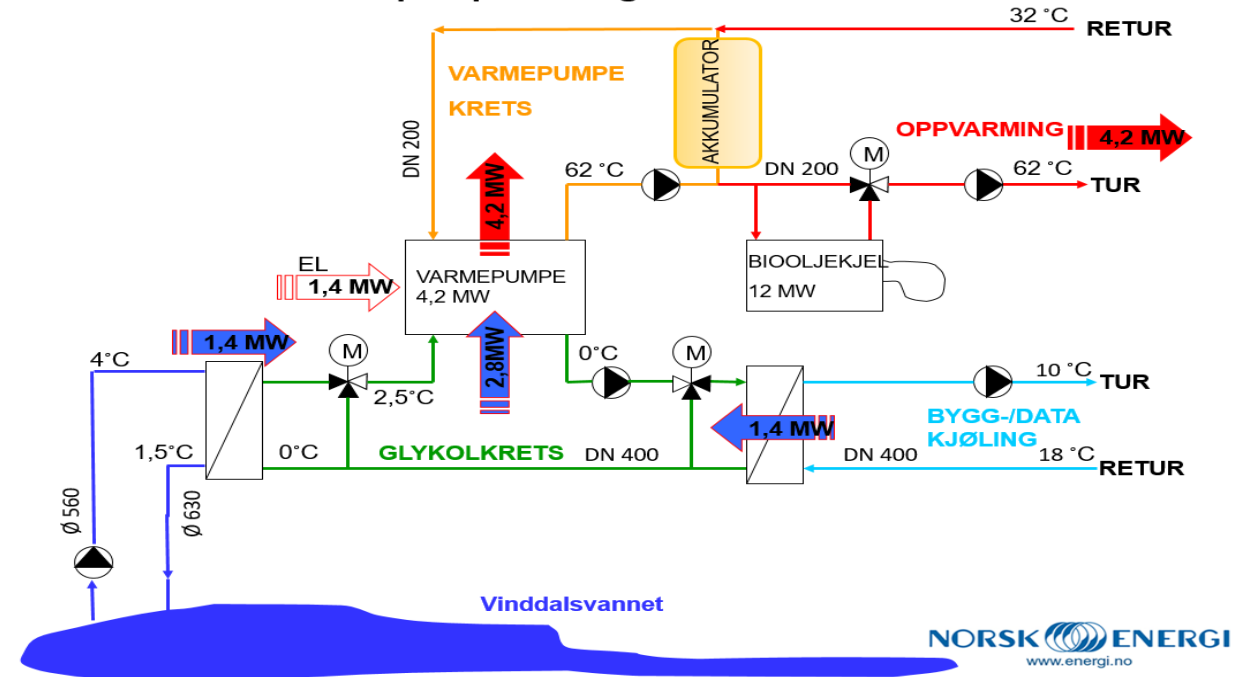 32 °C
RETUR
VARMEPUMPE
KRETS
AKKUMULATOR
DN 200
OPPVARMING
4,2 MW
M
62 °C
DN 200
62 °C
TUR
4,2 MW
EL
1,4 MW
VARMEPUMPE
4,2 MW
BIOOLJEKJEL
12 MW
1,4 MW
M
2,8MW
0°C
M
4°C
2,5°C
10 °C
TUR
BYGG-/DATA
KJØLING
1,4 MW
1,5°C
0°C
GLYKOLKRETS
DN 400
DN 400
18 °C
RETUR
Ø 560
Ø 630
Vinddalsvannet
NORSK ENERGI
www.energi.no